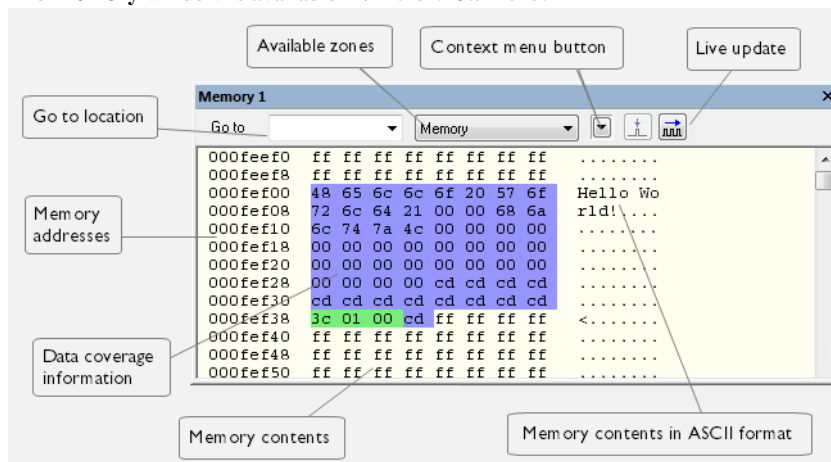 Available zones
Context menu button
Live update
Memory 1
Go to location
Go to
Memory
000feef0 ff ff ff ff ff ff ff ff ........
000feef8 ff ff ff ff ff ff ff ff ........
000fef00 48 65 6c 6c 6f 20 57 6f Hello Wo
000fef08 72 6c 64 21 00 00 68 6a rld!....
000fef10 6c 74 7a 4c 00 00 00 00 ........
000fef18 00 00 00 00 00 00 00 00 ........
000fef20 00 00 00 00 00 00 00 00 ........
000fef28 00 00 00 00 cd cd cd cd ........
000fef30 cd cd cd cd cd cd cd cd ........
000fef38 3c 01 00 cd ff ff ff ff <.......
000fef40 ff ff ff ff ff ff ff ff ........
000fef48 ff ff ff ff ff ff ff ff ........
000fef50 ff ff ff ff ff ff ff ff ........
Memory
addresses
Data coverage
information
Memory contents
Memory contents in ASCII format